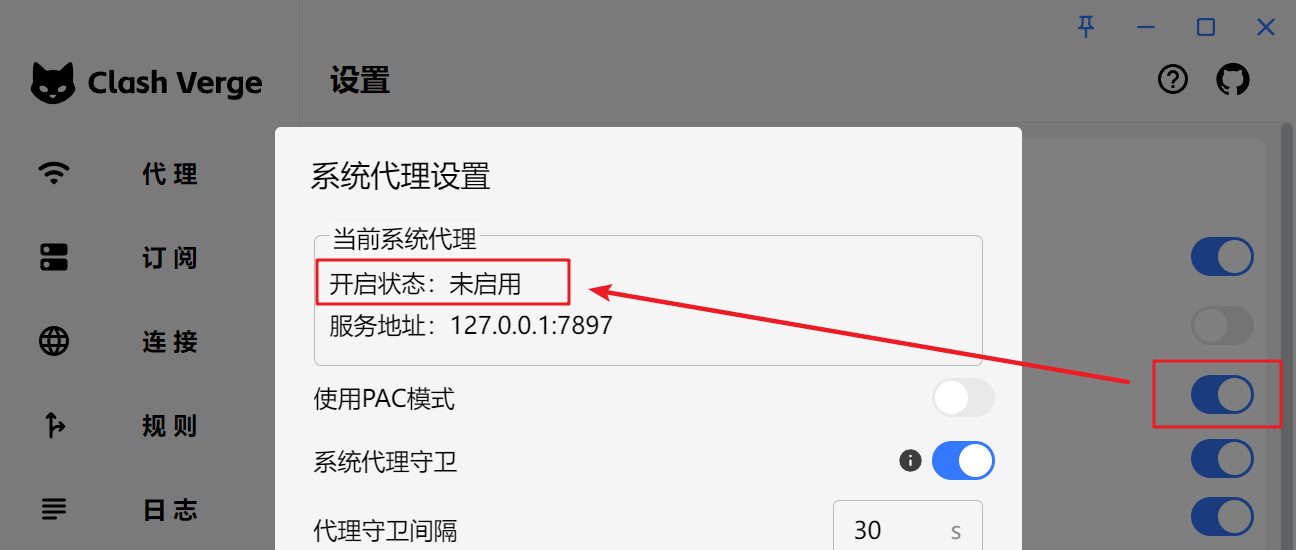 Clash Verge
设置
代 理
订 阅
连 接
规 则
日 志
系统代理设置
当前系统代理
开启状态：未启用
服务地址：127.0.0.1:7897
使用PAC模式
系统代理守卫
代理守卫间隔
30 s